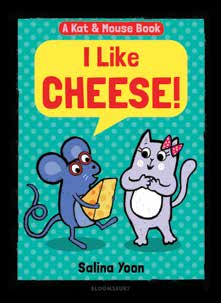 A Kat & Mouse Book
I Like
CHEESE!
Salina Yoon
BLOOMSBURY